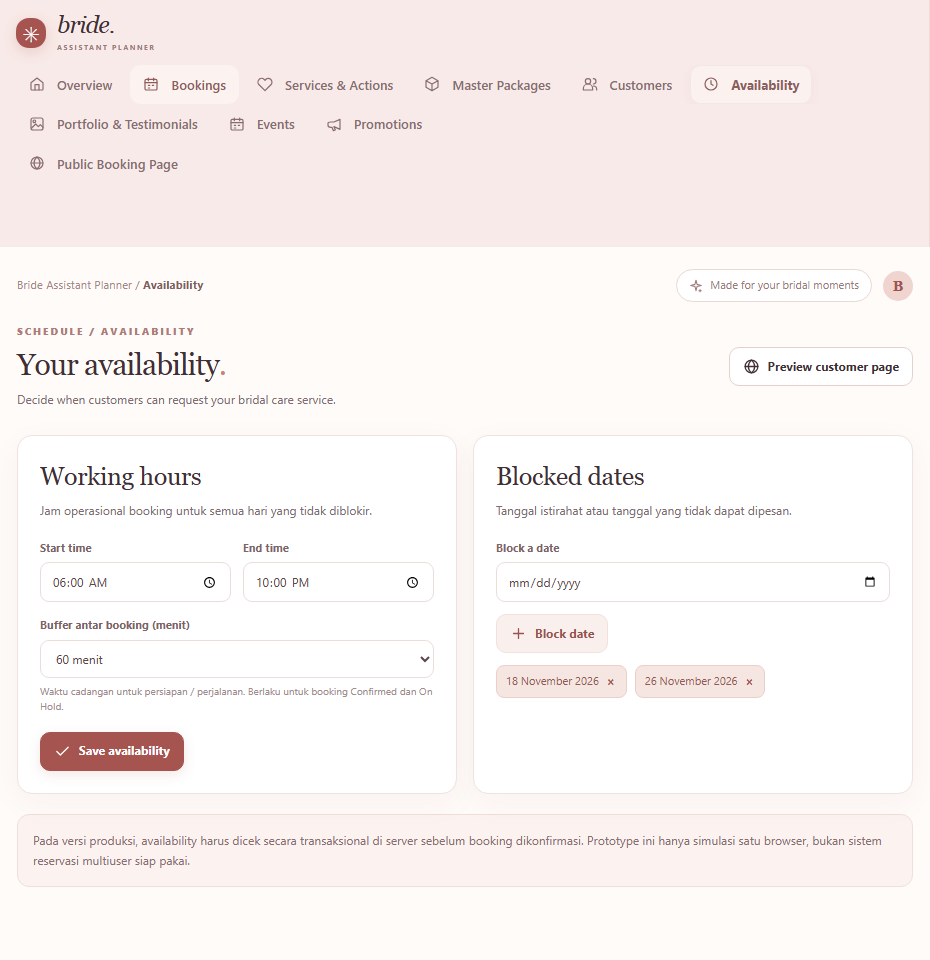 bride.
ASSISTANT PLANNER
Overview
Bookings
Services & Actions
Master Packages
Customers
Availability
Portfolio & Testimonials
Events
Promotions
Public Booking Page
Bride Assistant Planner / Availability
Made for your bridal moments
B
SCHEDULE / AVAILABILITY
Your availability.
Preview customer page
Decide when customers can request your bridal care service.
Working hours
Jam operasional booking untuk semua hari yang tidak diblokir.
Start time
End time
06:00 AM
10:00 PM
Buffer antar booking (menit)
60 menit
Waktu cadangan untuk persiapan / perjalanan. Berlaku untuk booking Confirmed dan On
Hold.
Save availability
Blocked dates
Tanggal istirahat atau tanggal yang tidak dapat dipesan.
Block a date
mm/dd/yyyy
Block date
18 November 2026 ×
26 November 2026 ×
Pada versi produksi, availability harus dicek secara transaksional di server sebelum booking dikonfirmasi. Prototype ini hanya simulasi satu browser, bukan sistem
reservasi multiuser siap pakai.